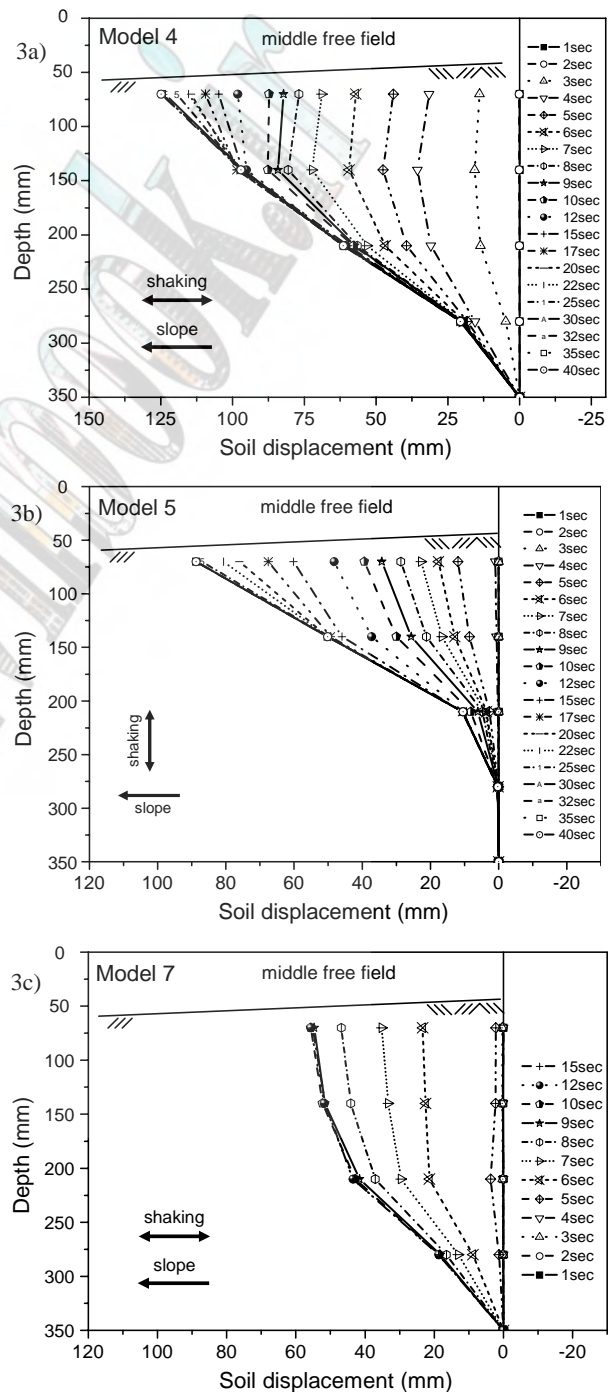 3a)
Model 4
middle free field
0
50
100
150
200
250
300
350
Depth (mm)
shaking
slope
150
125
100
75
50
25
0
-25
Soil displacement (mm)
1sec
2sec
3sec
4sec
5sec
6sec
7sec
8sec
9sec
10sec
12sec
15sec
17sec
20sec
22sec
25sec
30sec
32sec
35sec
40sec
3b)
Model 5
middle free field
0
50
100
150
200
250
300
350
Depth (mm)
shaking
slope
120
100
80
60
40
20
0
-20
Soil displacement (mm)
1sec
2sec
3sec
4sec
5sec
6sec
7sec
8sec
9sec
10sec
12sec
15sec
17sec
20sec
22sec
25sec
30sec
32sec
35sec
40sec
3c)
Model 7
middle free field
0
50
100
150
200
250
300
350
Depth (mm)
shaking
slope
120
100
80
60
40
20
0
-20
Soil displacement (mm)
15sec
12sec
10sec
9sec
8sec
7sec
6sec
5sec
4sec
3sec
2sec
1sec